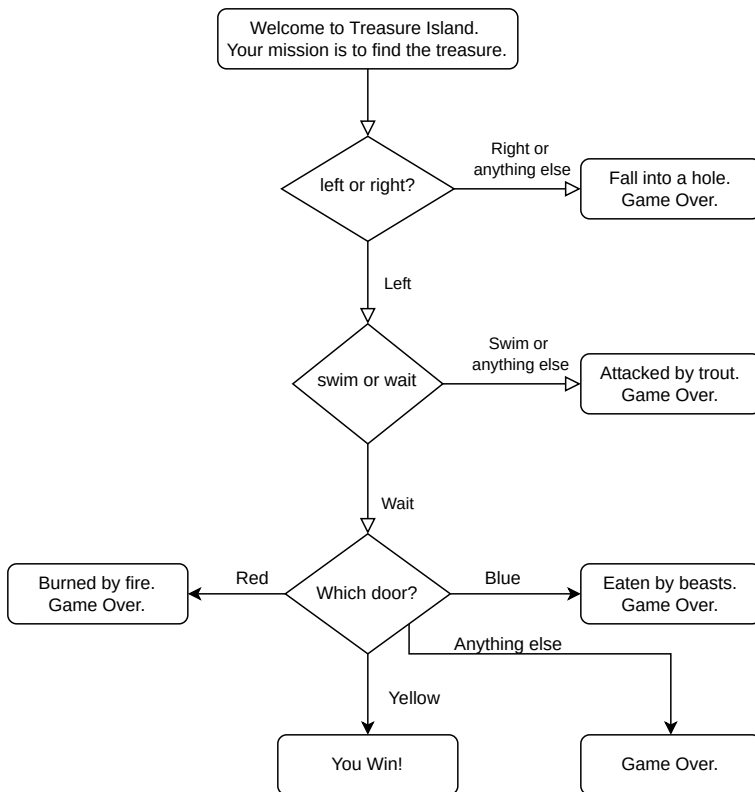 Welcome to Treasure Island.
Your mission is to find the treasure.
left or right?
Right or
anything else
Fall into a hole.
Game Over.
Left
swim or wait
Swim or
anything else
Attacked by trout.
Game Over.
Wait
Burned by fire.
Game Over.
Red
Which door?
Blue
Eaten by beasts.
Game Over.
Anything else
Yellow
You Win!
Game Over.